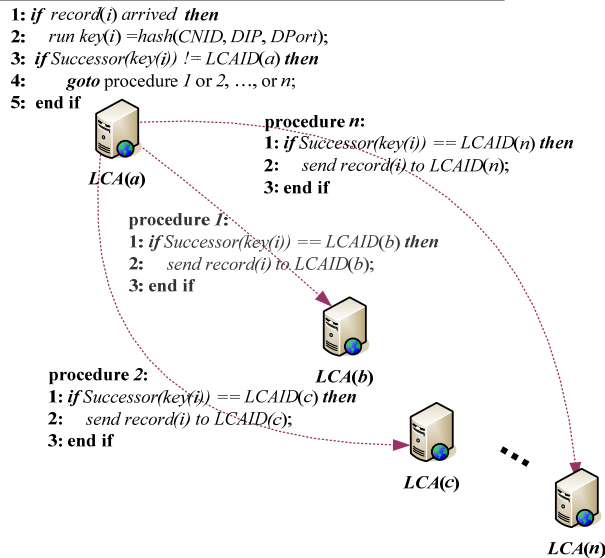 1: if record(i) arrived then
2: run key(i) =hash(CNID, DIP, DPort);
3: if Successor(key(i)) != LCAID(a) then
4: goto procedure 1 or 2, …, or n;
5: end if
LCA(a)
procedure n:
1: if Successor(key(i)) == LCAID(n) then
2: send record(i) to LCAID(n);
3: end if
procedure 1:
1: if Successor(key(i)) == LCAID(b) then
2: send record(i) to LCAID(b);
3: end if
LCA(b)
procedure 2:
1: if Successor(key(i)) == LCAID(c) then
2: send record(i) to LCAID(c);
3: end if
LCA(c)
...
LCA(n)